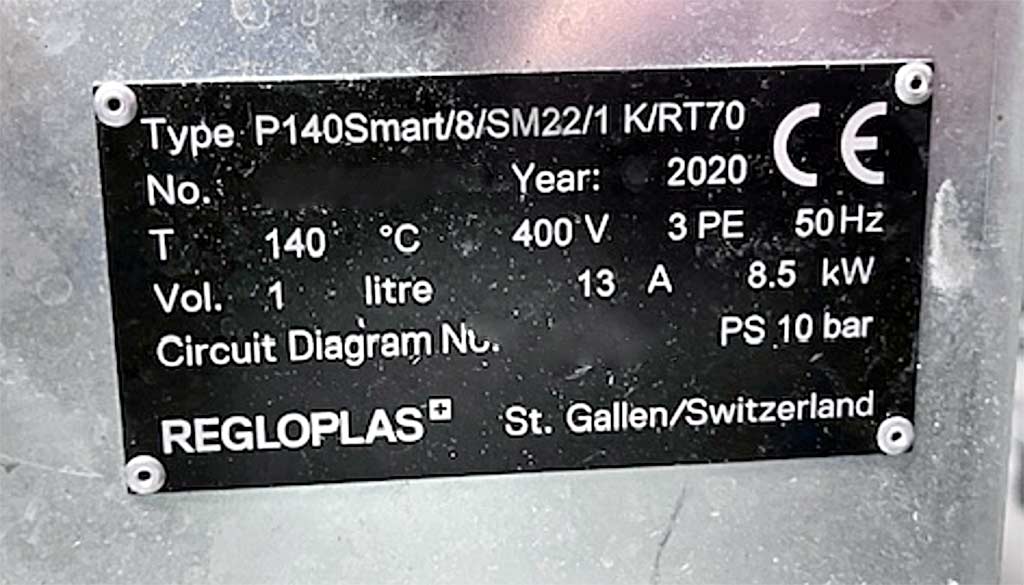 Type P140Smart/8/SM22/1 K/RT70 CE
No. Year: 2020
T 140 °C 400 V 3 PE 50 Hz
Vol. 1 litre 13 A 8.5 kW
Circuit Diagram No. PS 10 bar
REGLOPLAS St. Gallen/Switzerland